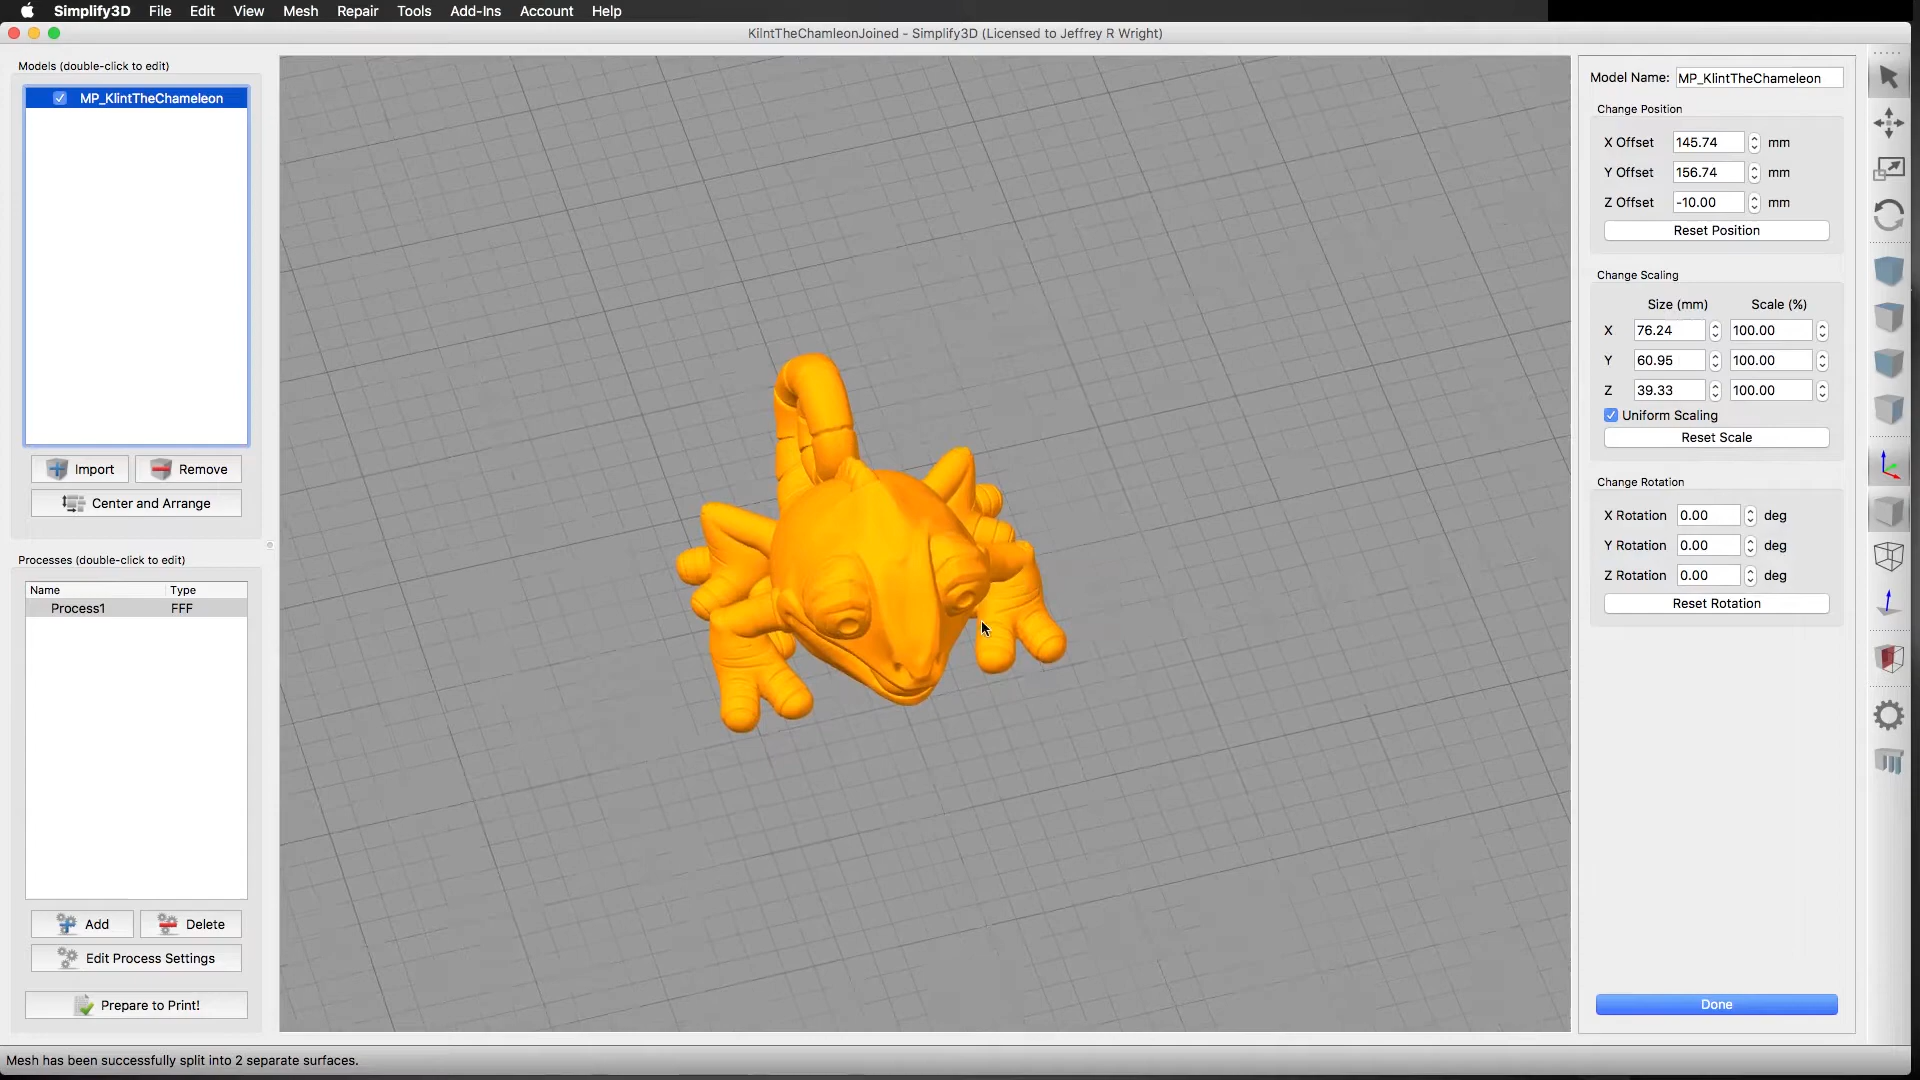 Simplify3D File Edit View Mesh Repair Tools Add-Ins Account Help
KilntTheChamleonJoined - Simplify3D (Licensed to Jeffrey R Wright)
Models (double-click to edit)
MP_KlintTheChameleon
Import Remove
Center and Arrange
Processes (double-click to edit)
Name Type
Process1 FFF
Add Delete
Edit Process Settings
Prepare to Print!
Model Name: MP_KlintTheChameleon
Change Position
X Offset 145.74 mm
Y Offset 156.74 mm
Z Offset -10.00 mm
Reset Position
Change Scaling
Size (mm) Scale (%)
X 76.24 100.00
Y 60.95 100.00
Z 39.33 100.00
Uniform Scaling
Reset Scale
Change Rotation
X Rotation 0.00 deg
Y Rotation 0.00 deg
Z Rotation 0.00 deg
Reset Rotation
Done
Mesh has been successfully split into 2 separate surfaces.